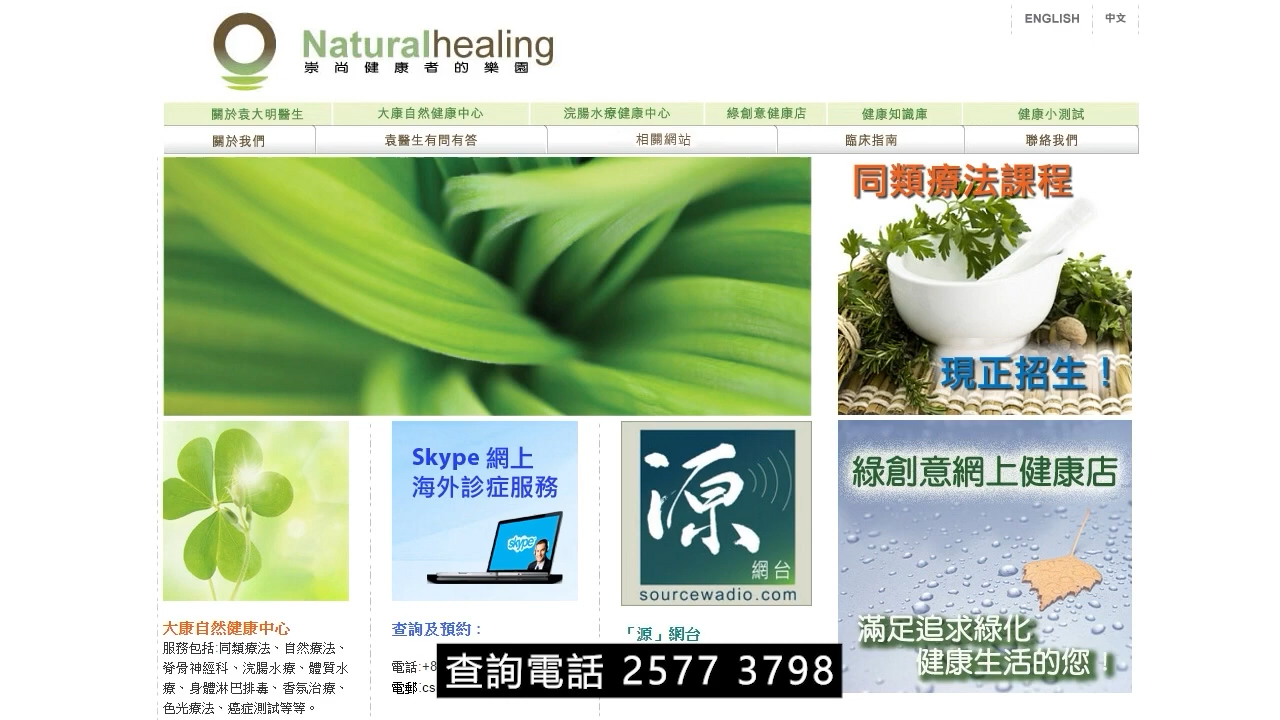 ENGLISH 中文
Naturalhealing
崇尚健康者的樂園
關於袁大明醫生 大康自然健康中心 浣腸水療健康中心 綠創意健康店 健康知識庫 健康小測試
關於我們 袁醫生有問有答 相關網站 臨床指南 聯絡我們
同類療法課程
現正招生！
Skype 網上
海外診症服務
skype
源
網台
sourcewadio.com
綠創意網上健康店
滿足追求綠化
健康生活的您！
大康自然健康中心
服務包括:同類療法、自然療法、
脊骨神經科、浣腸水療、體質水
療、身體淋巴排毒、香氛治療、
色光療法、癌症測試等等。
查詢及預約：
電話:+8
電郵:cs
「源」網台
查詢電話 2577 3798